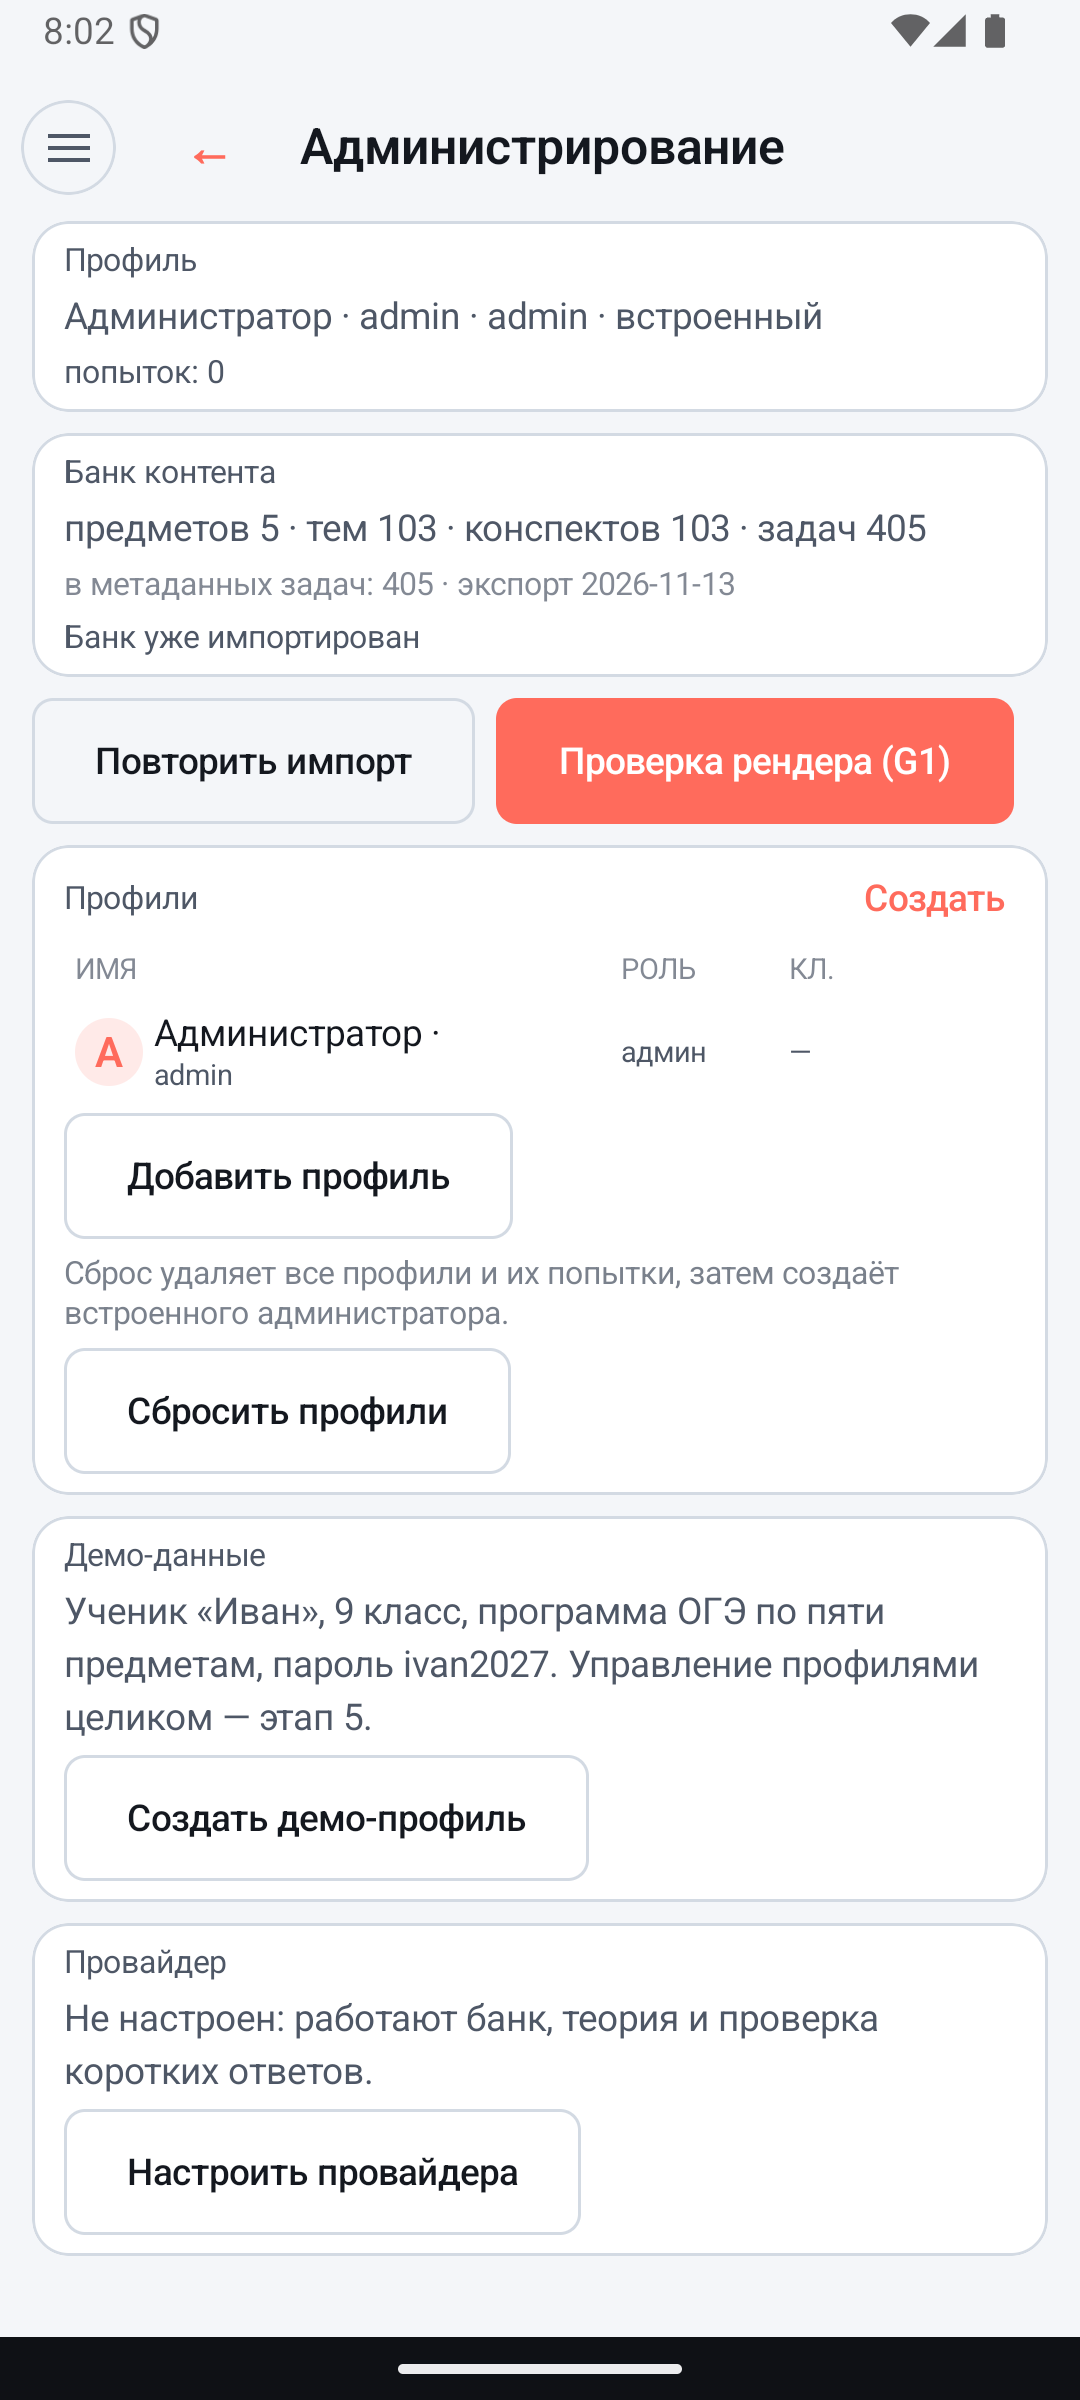 8:02
← Администрирование
Профиль
Администратор · admin · admin · встроенный
попыток: 0
Банк контента
предметов 5 · тем 103 · конспектов 103 · задач 405
в метаданных задач: 405 · экспорт 2026-11-13
Банк уже импортирован
Повторить импорт
Проверка рендера (G1)
Профили
Создать
ИМЯ РОЛЬ КЛ.
А
Администратор ·
admin
админ
—
Добавить профиль
Сброс удаляет все профили и их попытки, затем создаёт
встроенного администратора.
Сбросить профили
Демо-данные
Ученик «Иван», 9 класс, программа ОГЭ по пяти
предметам, пароль ivan2027. Управление профилями
целиком — этап 5.
Создать демо-профиль
Провайдер
Не настроен: работают банк, теория и проверка
коротких ответов.
Настроить провайдера